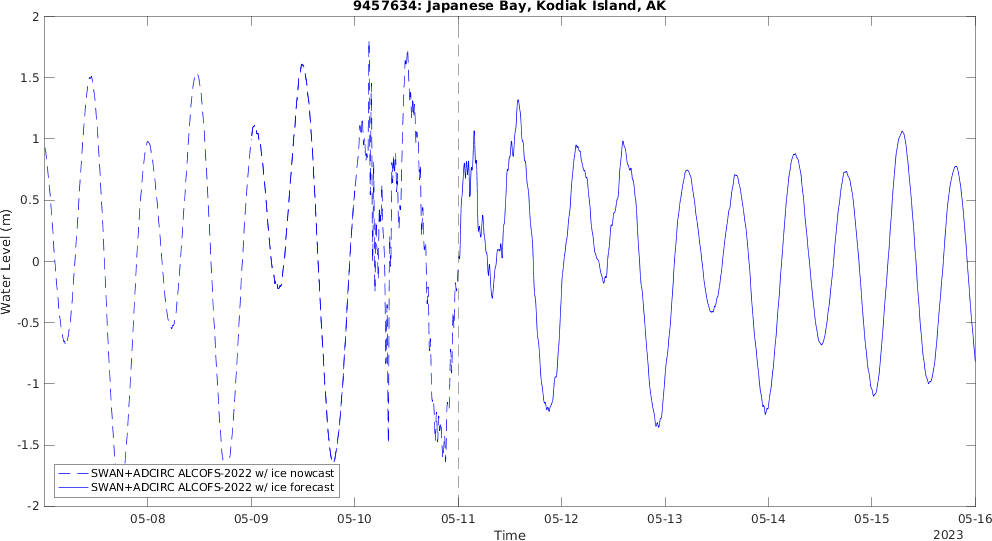 9457634: Japanese Bay, Kodiak Island, AK
2
1.5
1
0.5
0
-0.5
-1
-1.5
-2
Water Level (m)
SWAN+ADCIRC ALCOFS-2022 w/ ice nowcast
SWAN+ADCIRC ALCOFS-2022 w/ ice forecast
05-08 05-09 05-10 05-11 05-12 05-13 05-14 05-15 05-16
Time
2023